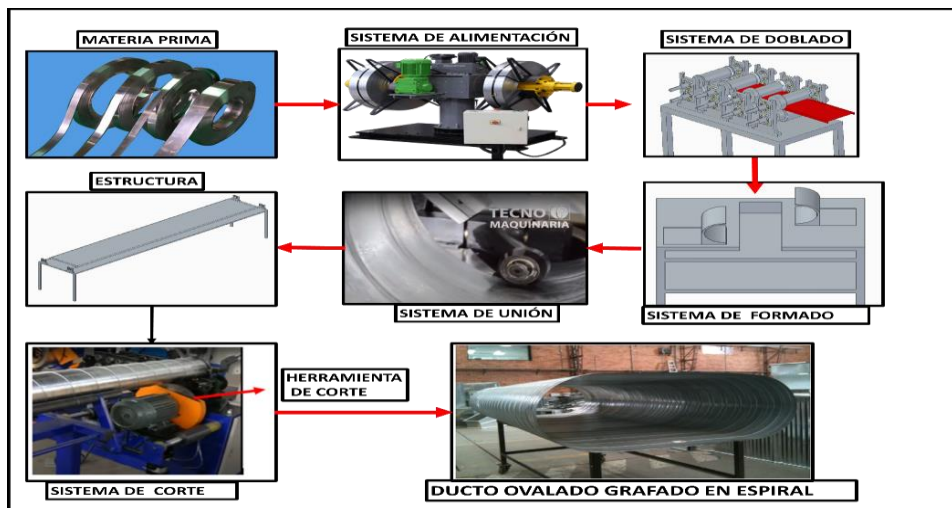 MATERIA PRIMA
SISTEMA DE ALIMENTACIÓN
SISTEMA DE DOBLADO
ESTRUCTURA
TECNO
MAQUINARIA
SISTEMA DE UNIÓN
SISTEMA DE FORMADO
HERRAMIENTA
DE CORTE
SISTEMA DE CORTE
DUCTO OVALADO GRAFADO EN ESPIRAL